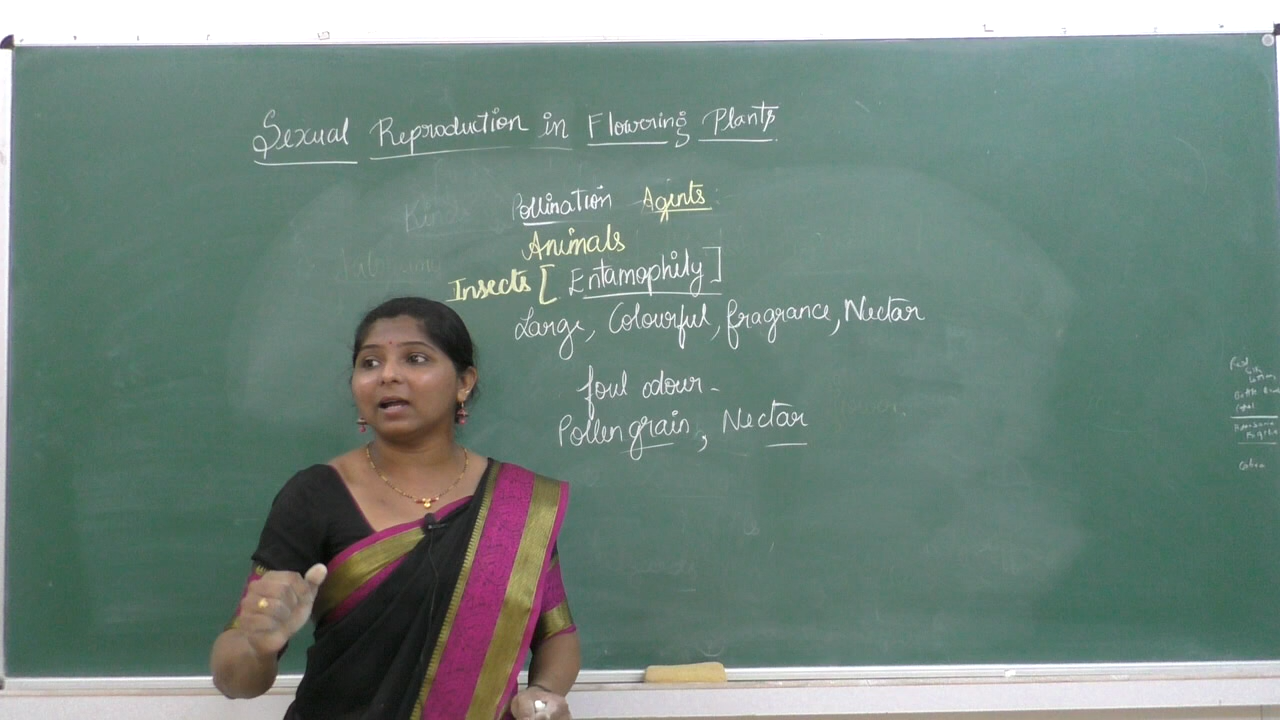 Sexual Reproduction in Flowering Plants
Pollination Agents
Animals
Insects [Entamophily]
Large, Colourful, fragrance, Nectar
foul odour -
Pollengrain, Nectar